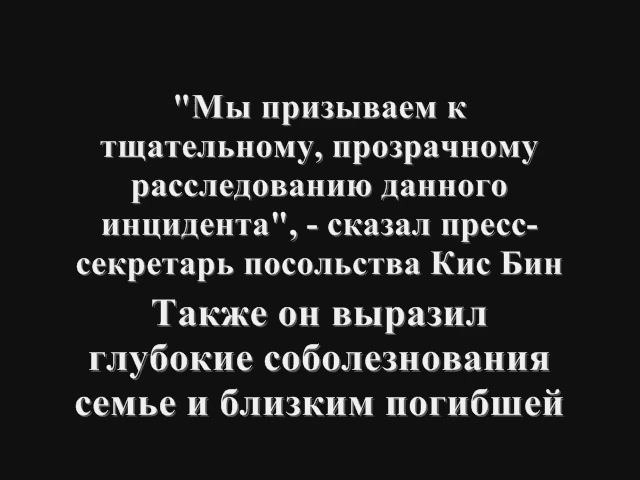 "Мы призываем к
тщательному, прозрачному
расследованию данного
инцидента", - сказал пресс-
секретарь посольства Кис Бин
Также он выразил
глубокие соболезнования
семье и близким погибшей